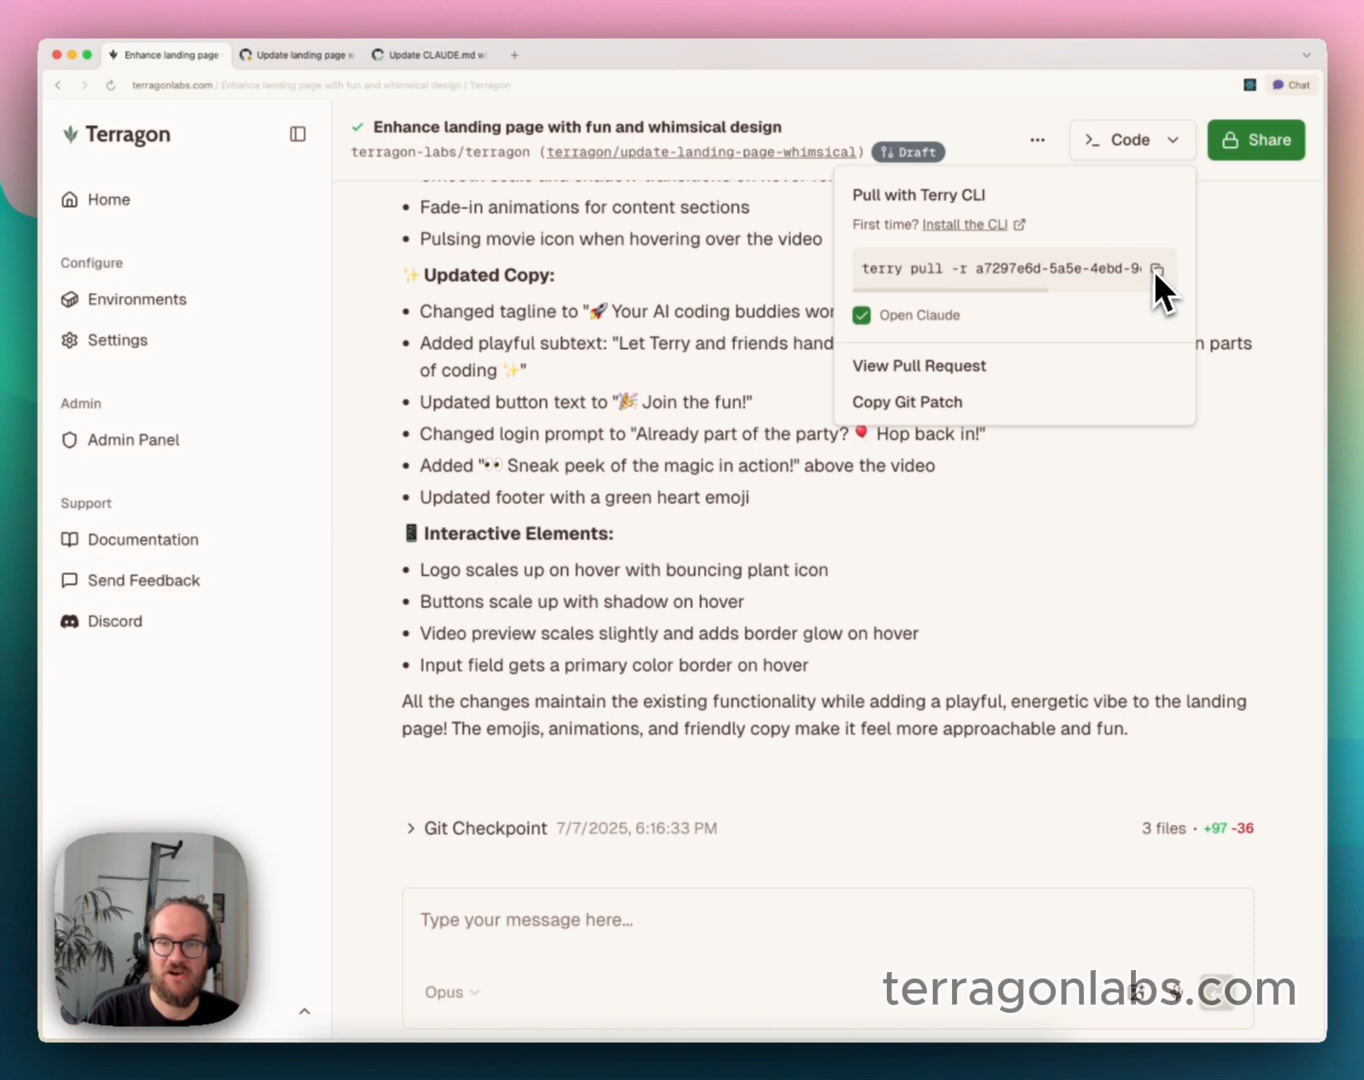 Enhance landing page
Update landing page w
Update CLAUDE.md w
terragonlabs.com / Enhance landing page with fun and whimsical design | Terragon
Chat
Terragon
Home
Configure
Environments
Settings
Admin
Admin Panel
Support
Documentation
Send Feedback
Discord
Enhance landing page with fun and whimsical design
terragon-labs/terragon (terragon/update-landing-page-whimsical)
Draft
Code
Share
Pull with Terry CLI
First time? Install the CLI
terry pull -r a7297e6d-5a5e-4ebd-9
Open Claude
View Pull Request
Copy Git Patch
• Fade-in animations for content sections
• Pulsing movie icon when hovering over the video
✨ Updated Copy:
• Changed tagline to "🚀 Your AI coding buddies wor
• Added playful subtext: "Let Terry and friends hand n parts
of coding ✨"
• Updated button text to "🎉 Join the fun!"
• Changed login prompt to "Already part of the party? 🎈 Hop back in!"
• Added "👀 Sneak peek of the magic in action!" above the video
• Updated footer with a green heart emoji
📱 Interactive Elements:
• Logo scales up on hover with bouncing plant icon
• Buttons scale up with shadow on hover
• Video preview scales slightly and adds border glow on hover
• Input field gets a primary color border on hover
All the changes maintain the existing functionality while adding a playful, energetic vibe to the landing
page! The emojis, animations, and friendly copy make it feel more approachable and fun.
Git Checkpoint 7/7/2025, 6:16:33 PM
3 files · +97 -36
Type your message here...
Opus
terragonlabs.com